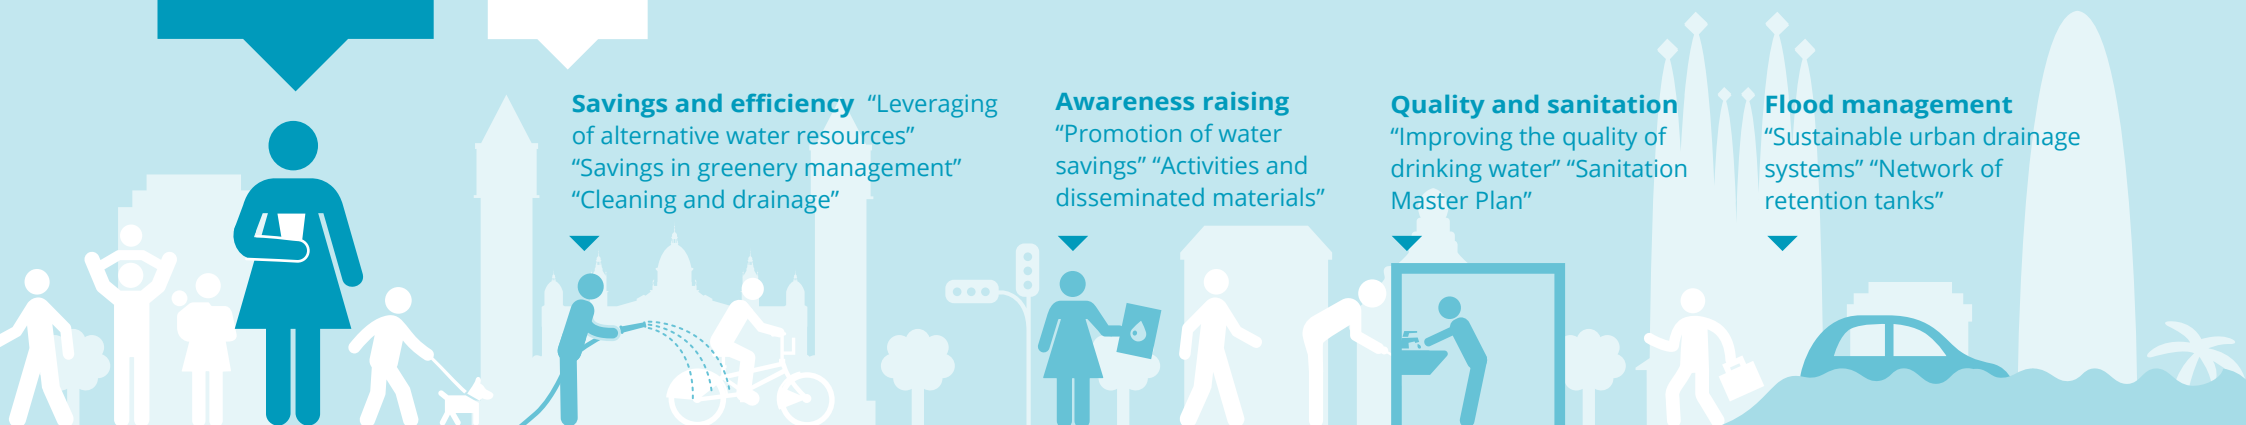 Savings and efficiency “Leveraging
of alternative water resources”
“Savings in greenery management”
“Cleaning and drainage”
Awareness raising
“Promotion of water
savings” “Activities and
disseminated materials”
Quality and sanitation
“Improving the quality of
drinking water” “Sanitation
Master Plan”
Flood management
“Sustainable urban drainage
systems” “Network of
retention tanks”